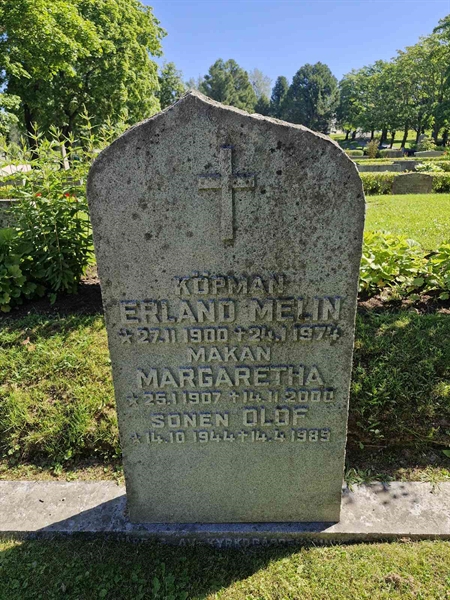 KÖPMAN
ERLAND MELIN
* 27.11 1900 † 24.1 1974
MAKAN
MARGARETHA
* 25.1 1907 † 14.11 2000
SONEN OLOF
* 14.10 1944 † 14.4 1985